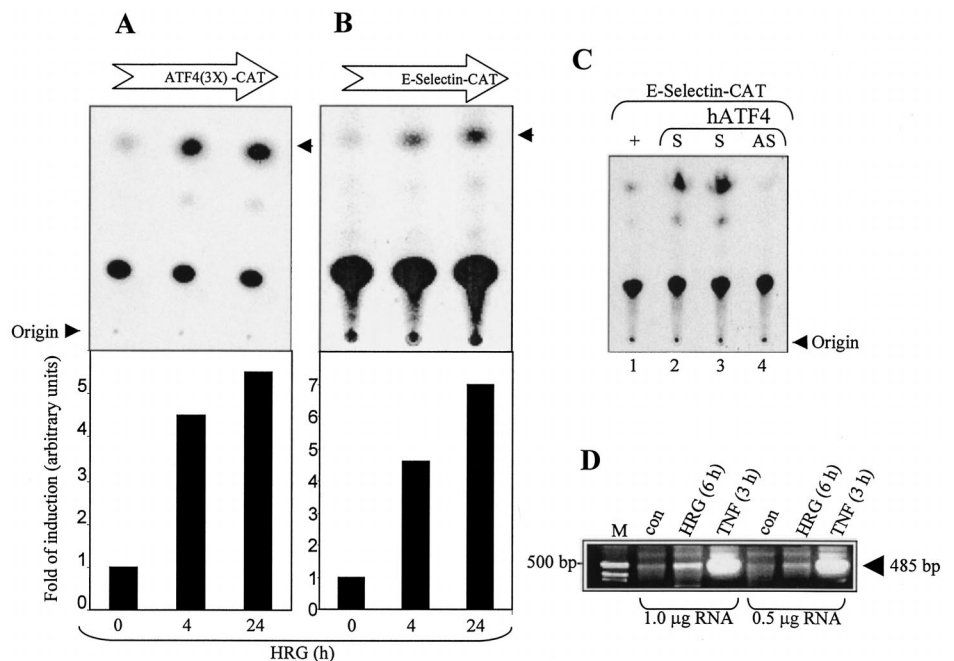 A
B
ATF4(3X) -CAT
E-Selectin-CAT
Origin
Fold of induction (arbitrary units)
5
4
3
2
1
0
7
6
5
4
3
2
1
0
0 4 24
0 4 24
HRG (h)
C
E-Selectin-CAT
hATF4
+ S S AS
Origin
1 2 3 4
D
M con HRG (6 h) TNF (3 h) con HRG (6 h) TNF (3 h)
500 bp
485 bp
1.0 μg RNA 0.5 μg RNA